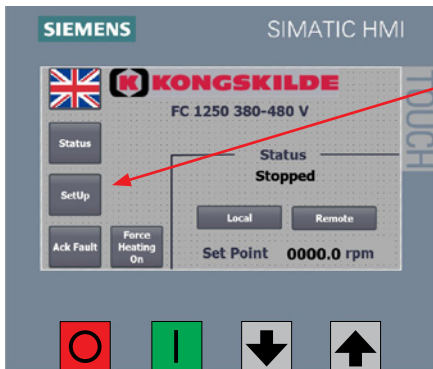 SIEMENS SIMATIC HMI
TOUCH
K KONGSKILDE
FC 1250 380-480 V
Status
Status
Stopped
SetUp
Local Remote
Ack Fault Force Heating On
Set Point 0000.0 rpm